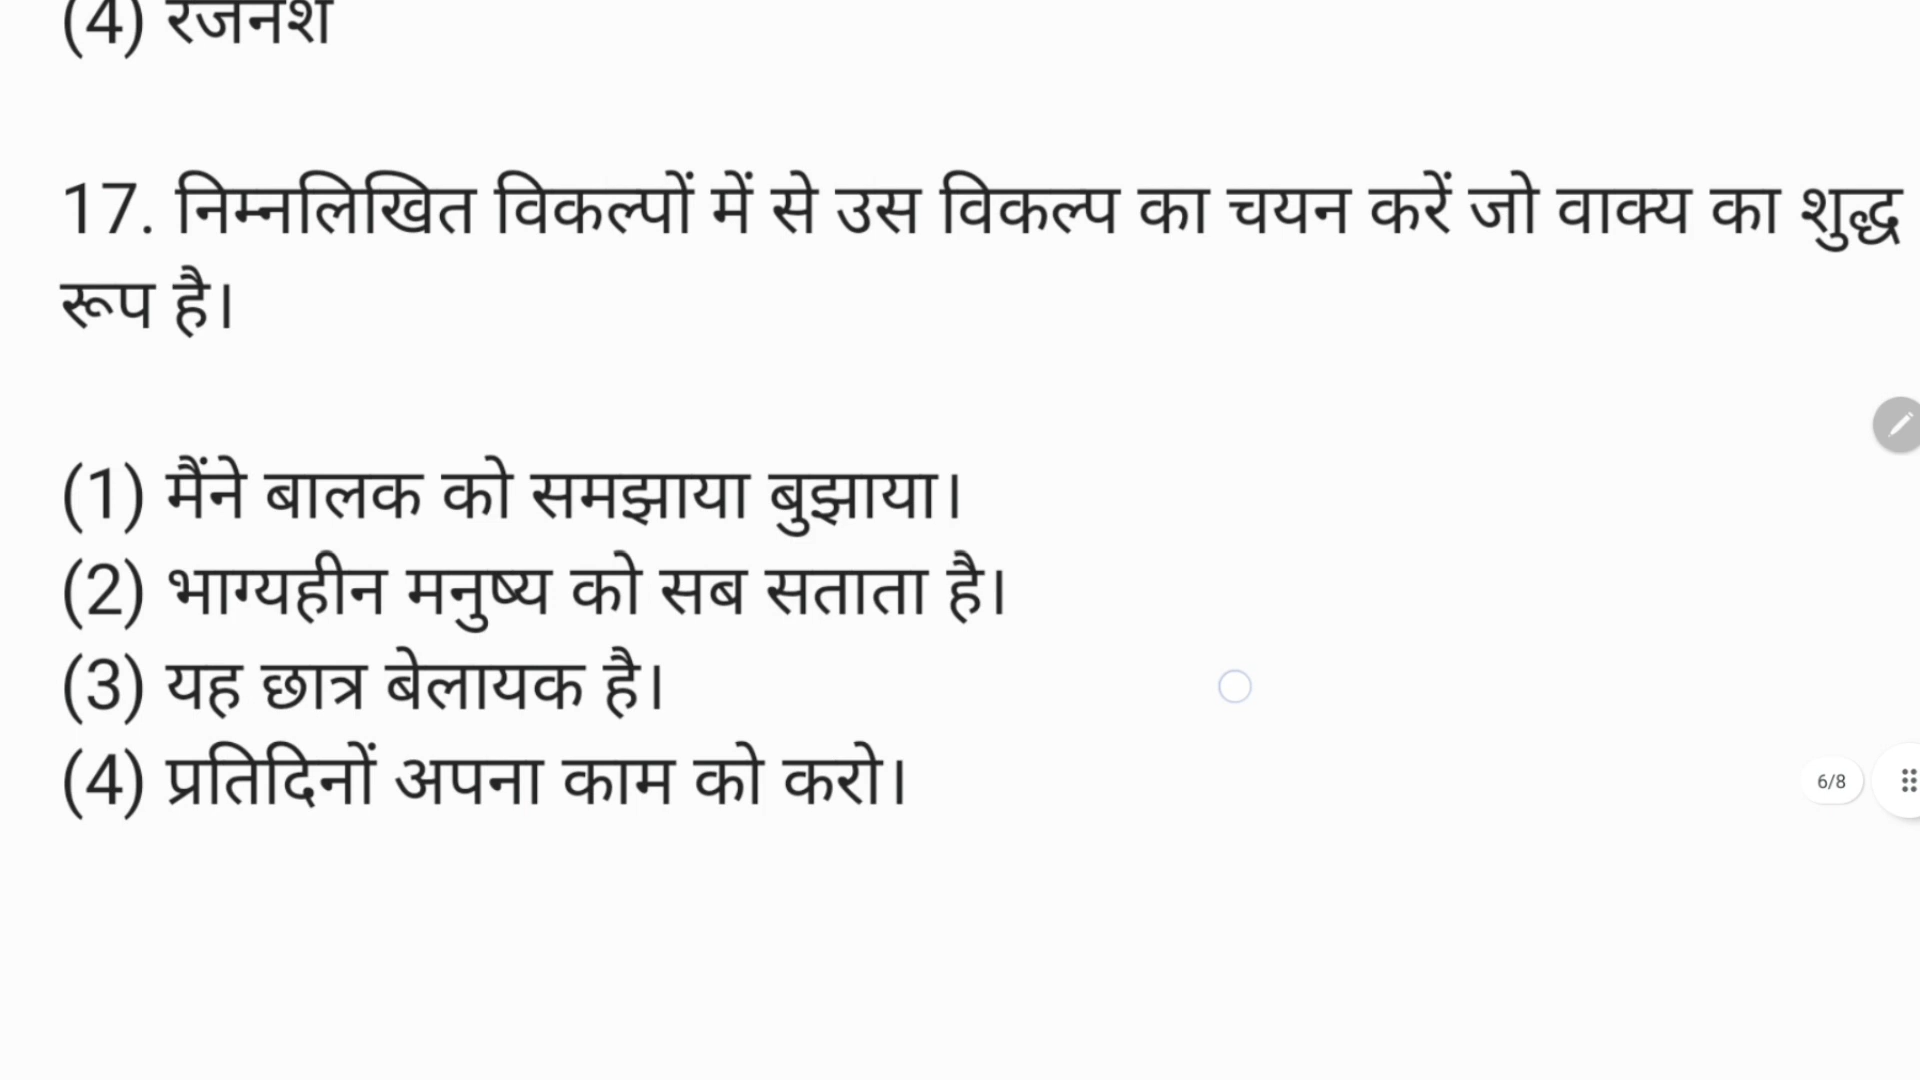 (4) रजनश
17. निम्नलिखित विकल्पों में से उस विकल्प का चयन करें जो वाक्य का शुद्ध
रूप है।
(1) मैंने बालक को समझाया बुझाया।
(2) भाग्यहीन मनुष्य को सब सताता है।
(3) यह छात्र बेलायक है।
(4) प्रतिदिनों अपना काम को करो।
6/8